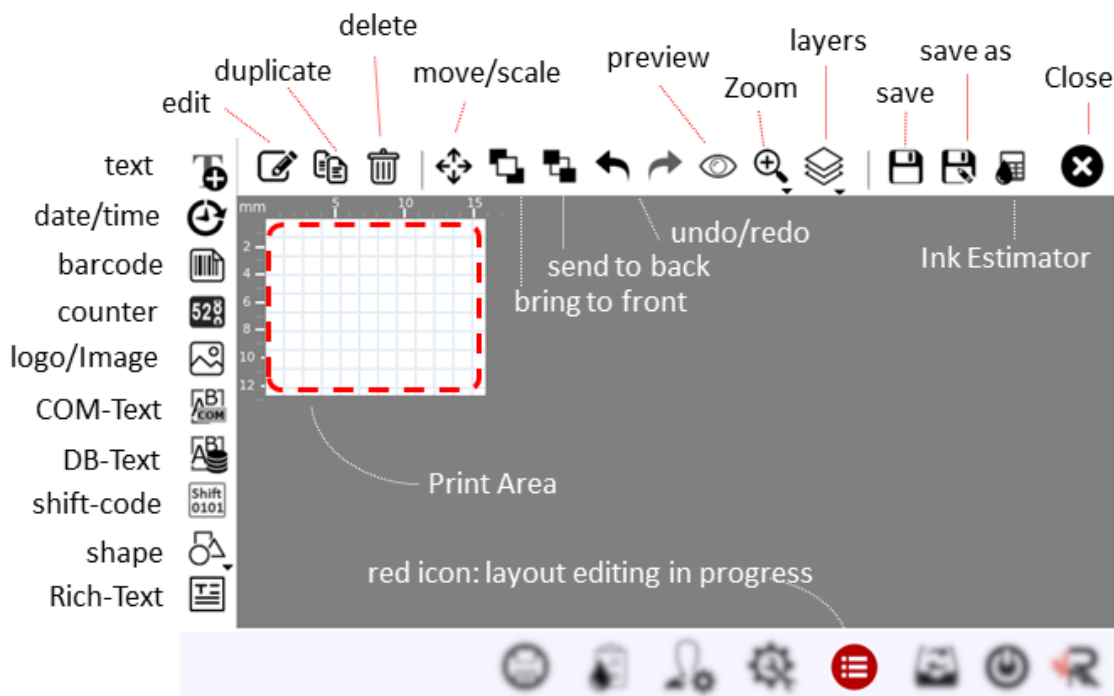 delete
layers
save as
duplicate
move/scale
preview
Close
edit
Zoom
save
text
date/time
mm
5
10
15
undo/redo
2
send to back
Ink Estimator
barcode
4
bring to front
counter
528
6
8
logo/Image
10
COM-Text
AB
COM
12
DB-Text
AB
Print Area
shift-code
Shift
0101
shape
red icon: layout editing in progress
Rich-Text
T
R